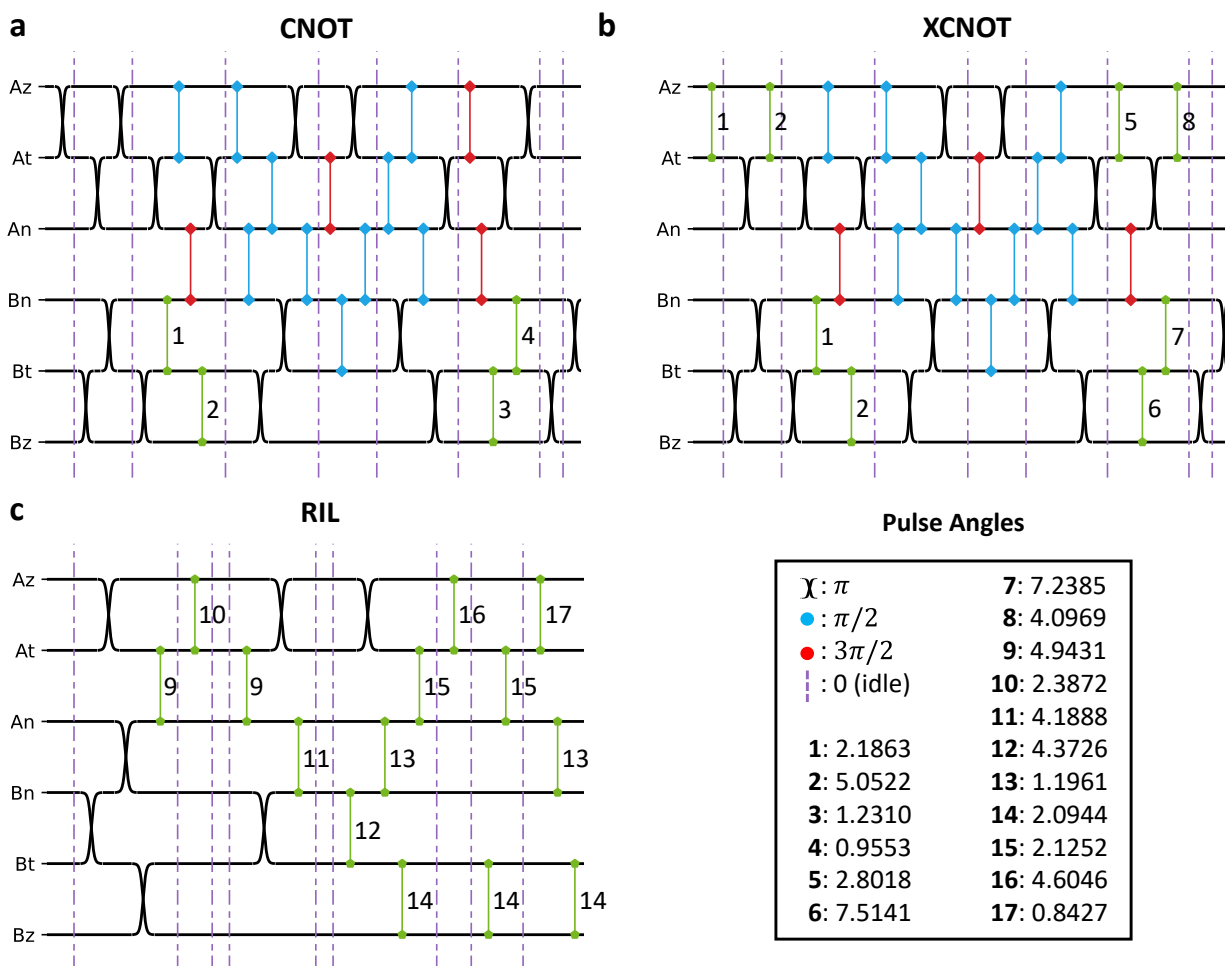 a
CNOT
Az
At
An
Bn
Bt
Bz
1
2
3
4
b
XCNOT
Az
At
An
Bn
Bt
Bz
1
2
5
8
1
2
7
6
c
RIL
Az
At
An
Bn
Bt
Bz
10
16
17
9
9
15
15
11
13
13
12
14
14
14
Pulse Angles
: π
: π/2
: 3π/2
: 0 (idle)
1: 2.1863
2: 5.0522
3: 1.2310
4: 0.9553
5: 2.8018
6: 7.5141
7: 7.2385
8: 4.0969
9: 4.9431
10: 2.3872
11: 4.1888
12: 4.3726
13: 1.1961
14: 2.0944
15: 2.1252
16: 4.6046
17: 0.8427